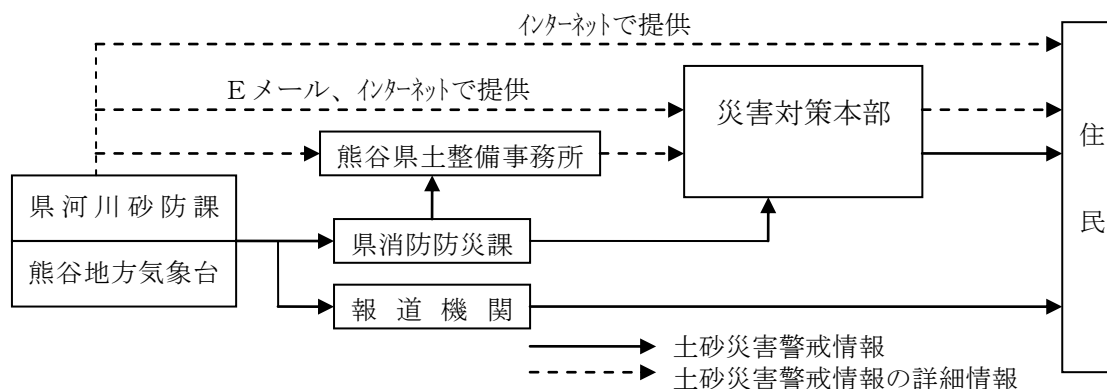 インターネットで提供
Eメール、インターネットで提供
災害対策本部
住民
熊谷県土整備事務所
県河川砂防課
県消防防災課
熊谷地方気象台
報道機関
土砂災害警戒情報
土砂災害警戒情報の詳細情報